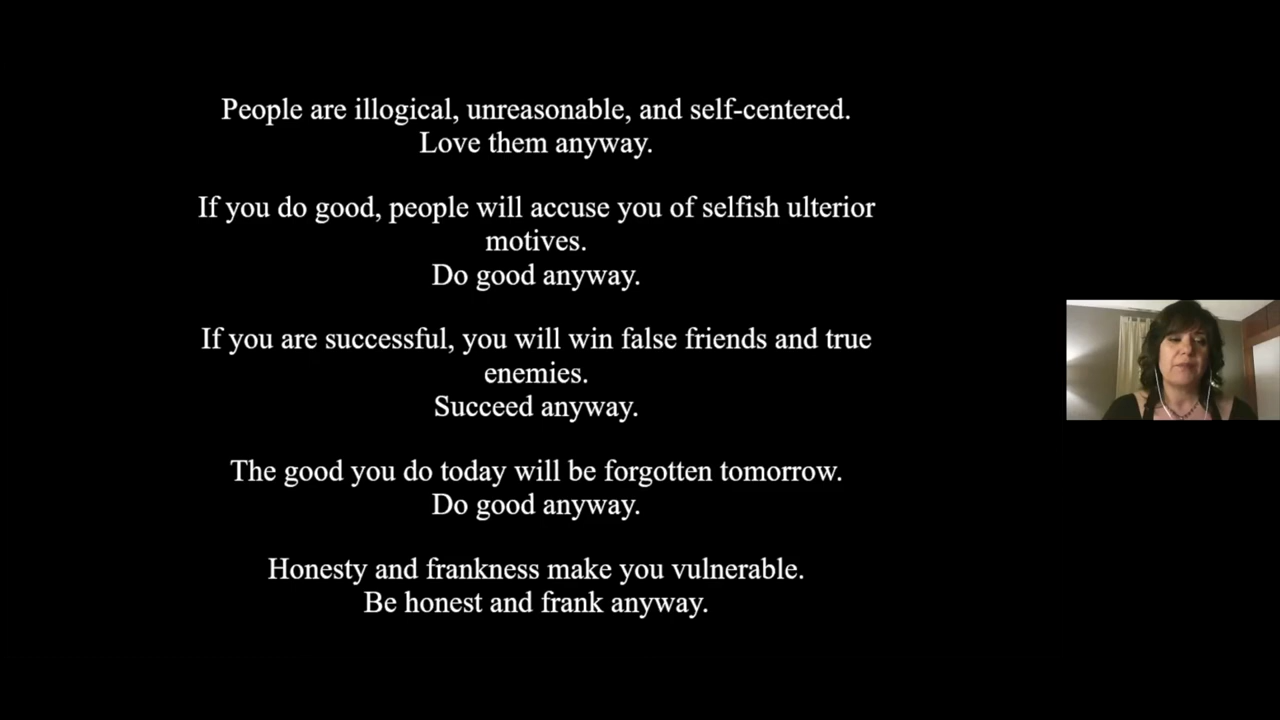 People are illogical, unreasonable, and self-centered.
Love them anyway.
If you do good, people will accuse you of selfish ulterior
motives.
Do good anyway.
If you are successful, you will win false friends and true
enemies.
Succeed anyway.
The good you do today will be forgotten tomorrow.
Do good anyway.
Honesty and frankness make you vulnerable.
Be honest and frank anyway.